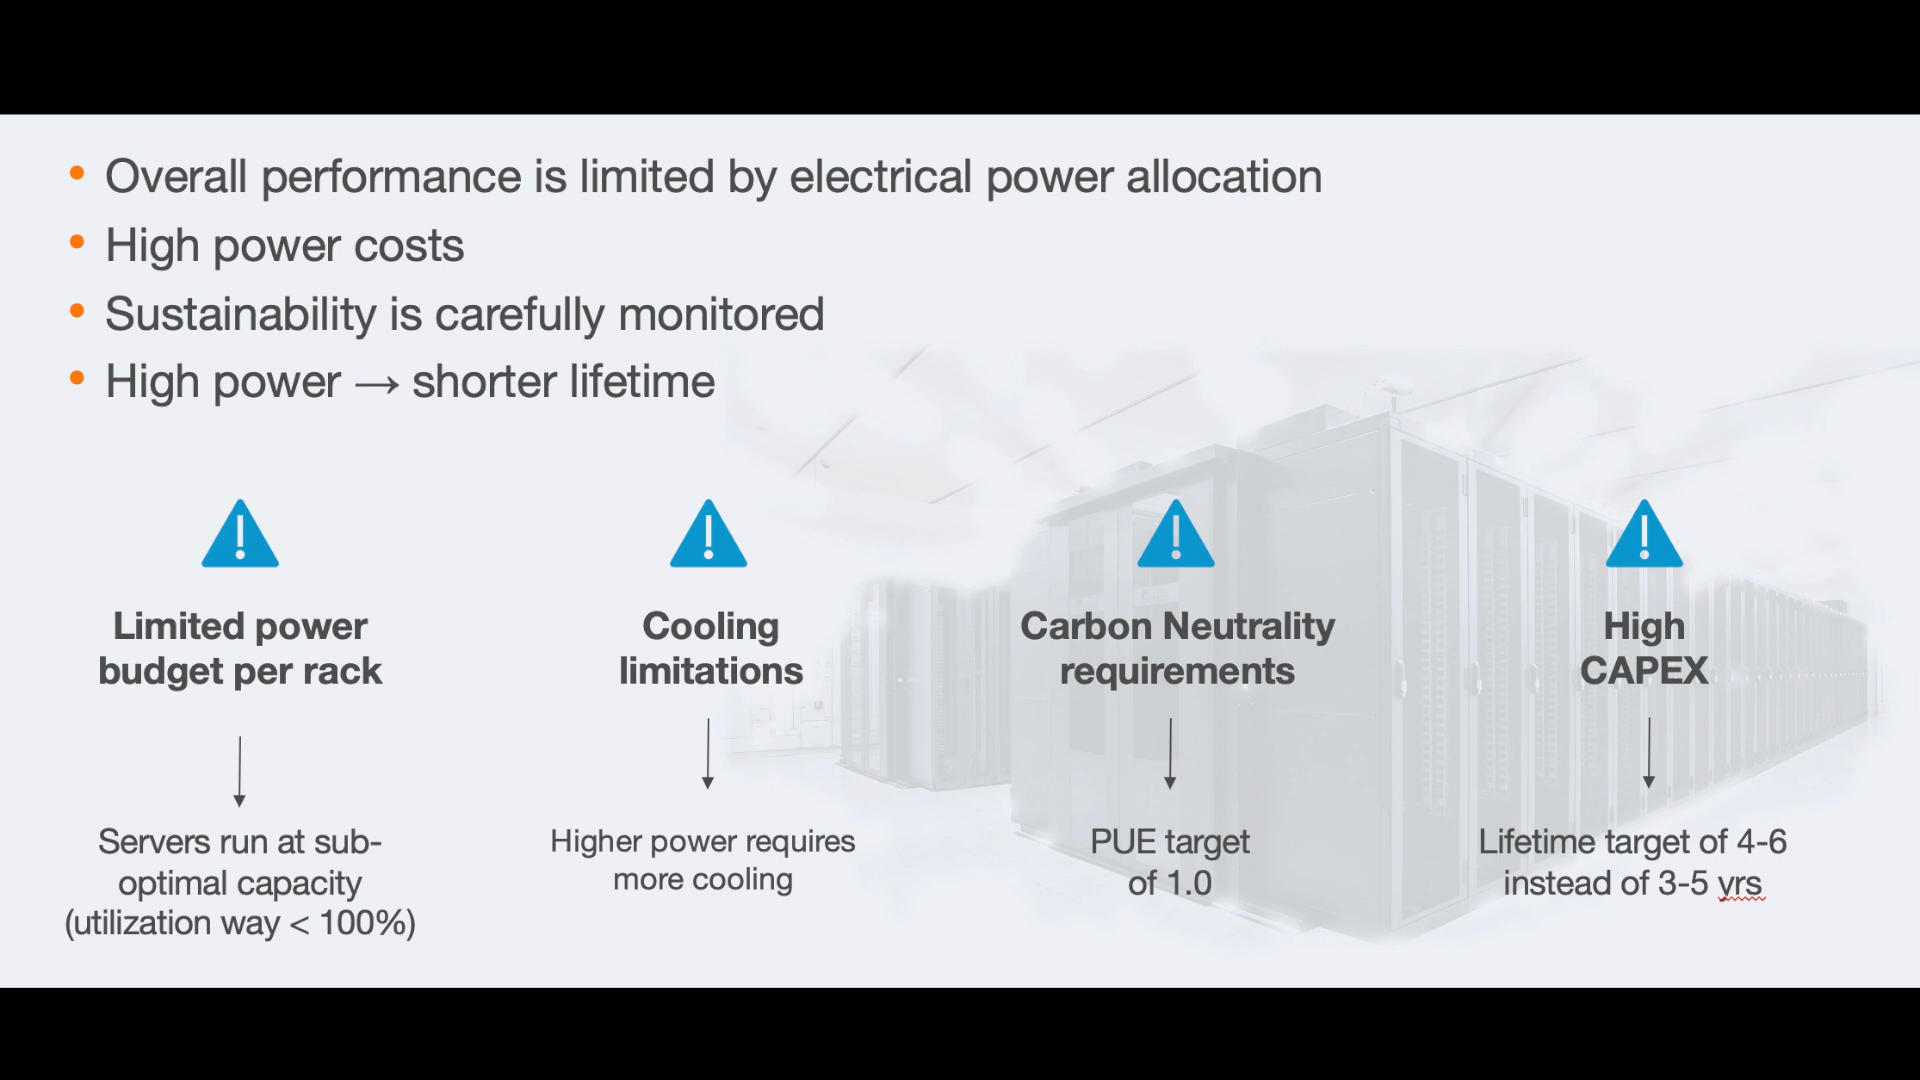 • Overall performance is limited by electrical power allocation
• High power costs
• Sustainability is carefully monitored
• High power → shorter lifetime
Limited power
budget per rack
Servers run at sub-
optimal capacity
(utilization way < 100%)
Cooling
limitations
Higher power requires
more cooling
Carbon Neutrality
requirements
PUE target
of 1.0
High
CAPEX
Lifetime target of 4-6
instead of 3-5 yrs